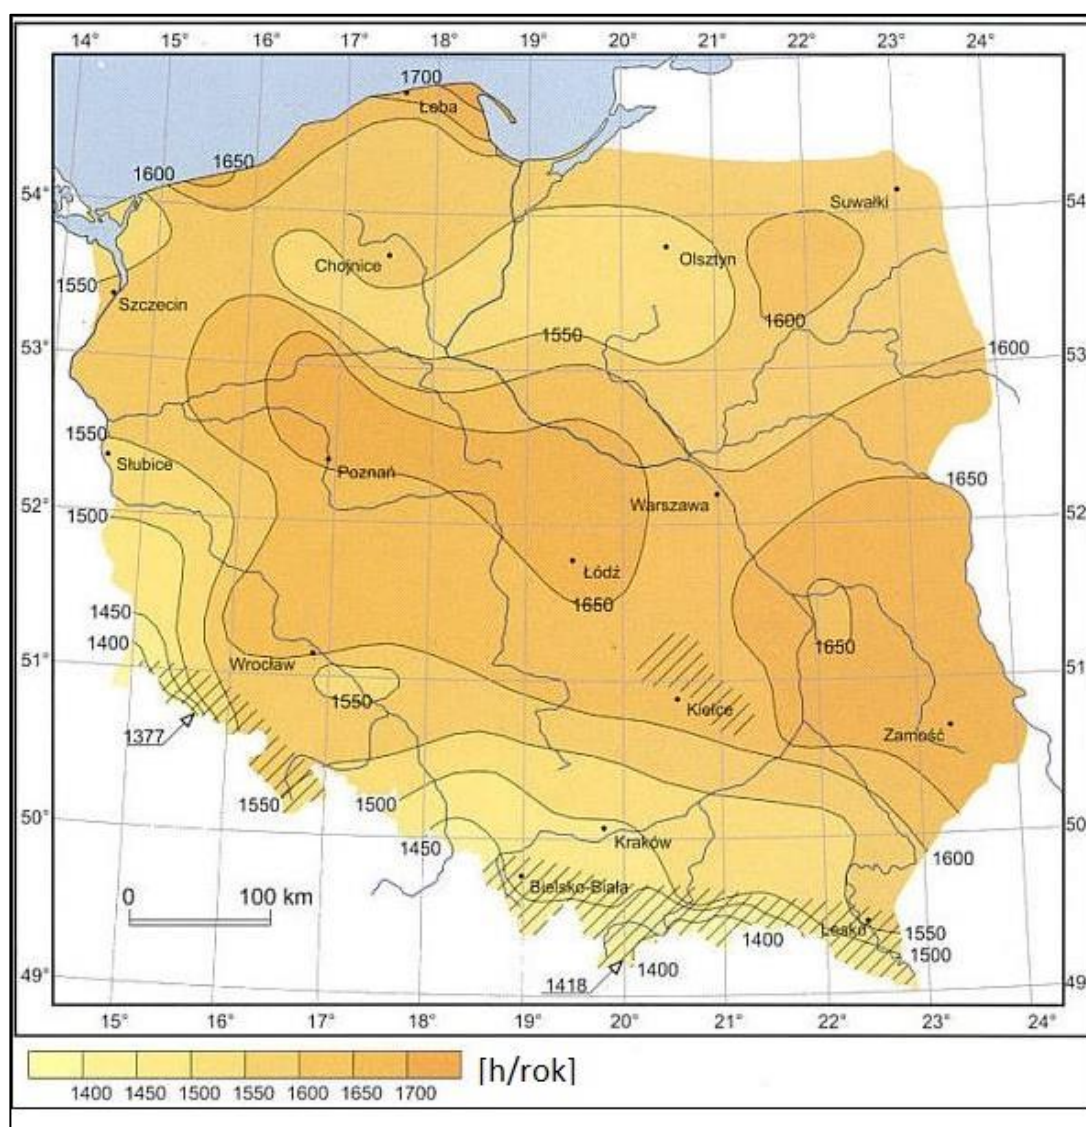 14° 15° 16° 17° 18° 19° 20° 21° 22° 23° 24°
1700
Łeba
1650
1600
54°
54
Suwałki
Chojnice
Olsztyn
1550
Szczecin
1550
1600
53°
1600
53
1550
Słubice
Poznań
1650
Warszawa
52°
52
1500
Łódź
1650
1450
1400
1650
51°
Wrocław
51
1550
Kielce
Zamość
1377
1550
1500
50°
50
Kraków
1450
1600
0 100 km
Bielsko-Biała
Lesko
1550
1400
1500
1400
1418
49°
49
15° 16° 17° 18° 19° 20° 21° 22° 23° 24°
[h/rok]
1400 1450 1500 1550 1600 1650 1700